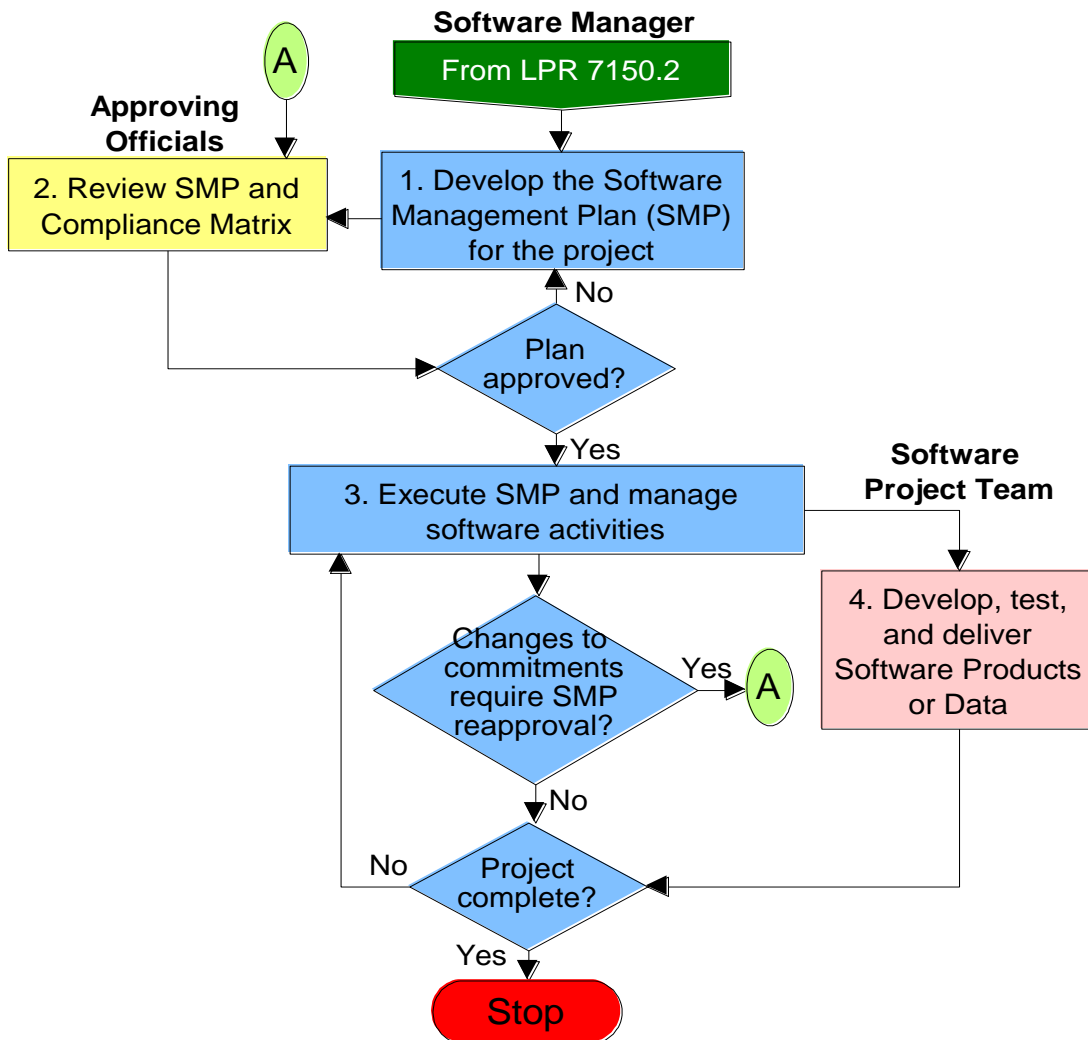 Software Manager
A
From LPR 7150.2
Approving
Officials
2. Review SMP and
Compliance Matrix
1. Develop the Software
Management Plan (SMP)
for the project
No
Plan
approved?
Yes
Software
Project Team
3. Execute SMP and manage
software activities
4. Develop, test,
and deliver
Software Products
or Data
Changes to
commitments
require SMP
reapproval?
Yes
A
No
No
Project
complete?
Yes
Stop